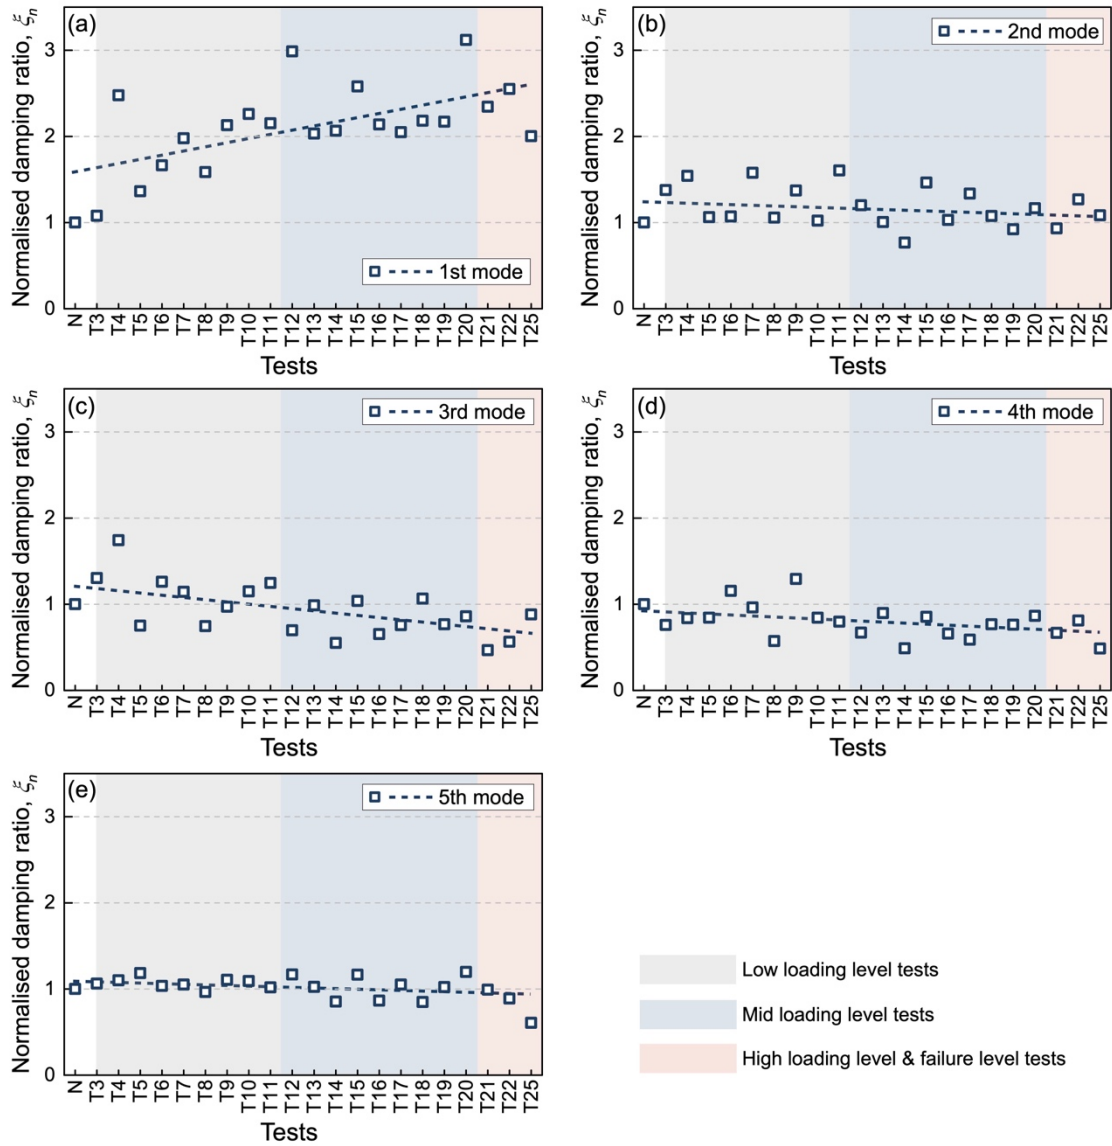 (a)
Normalised damping ratio, ξn
3
2
1
0
1st mode
N T3 T4 T5 T6 T7 T8 T9 T10 T11 T12 T13 T14 T15 T16 T17 T18 T19 T20 T21 T22 T25
Tests
(b)
Normalised damping ratio, ξn
3
2
1
0
2nd mode
N T3 T4 T5 T6 T7 T8 T9 T10 T11 T12 T13 T14 T15 T16 T17 T18 T19 T20 T21 T22 T25
Tests
(c)
Normalised damping ratio, ξn
3
2
1
0
3rd mode
N T3 T4 T5 T6 T7 T8 T9 T10 T11 T12 T13 T14 T15 T16 T17 T18 T19 T20 T21 T22 T25
Tests
(d)
Normalised damping ratio, ξn
3
2
1
0
4th mode
N T3 T4 T5 T6 T7 T8 T9 T10 T11 T12 T13 T14 T15 T16 T17 T18 T19 T20 T21 T22 T25
Tests
(e)
Normalised damping ratio, ξn
3
2
1
0
5th mode
N T3 T4 T5 T6 T7 T8 T9 T10 T11 T12 T13 T14 T15 T16 T17 T18 T19 T20 T21 T22 T25
Tests
Low loading level tests
Mid loading level tests
High loading level & failure level tests